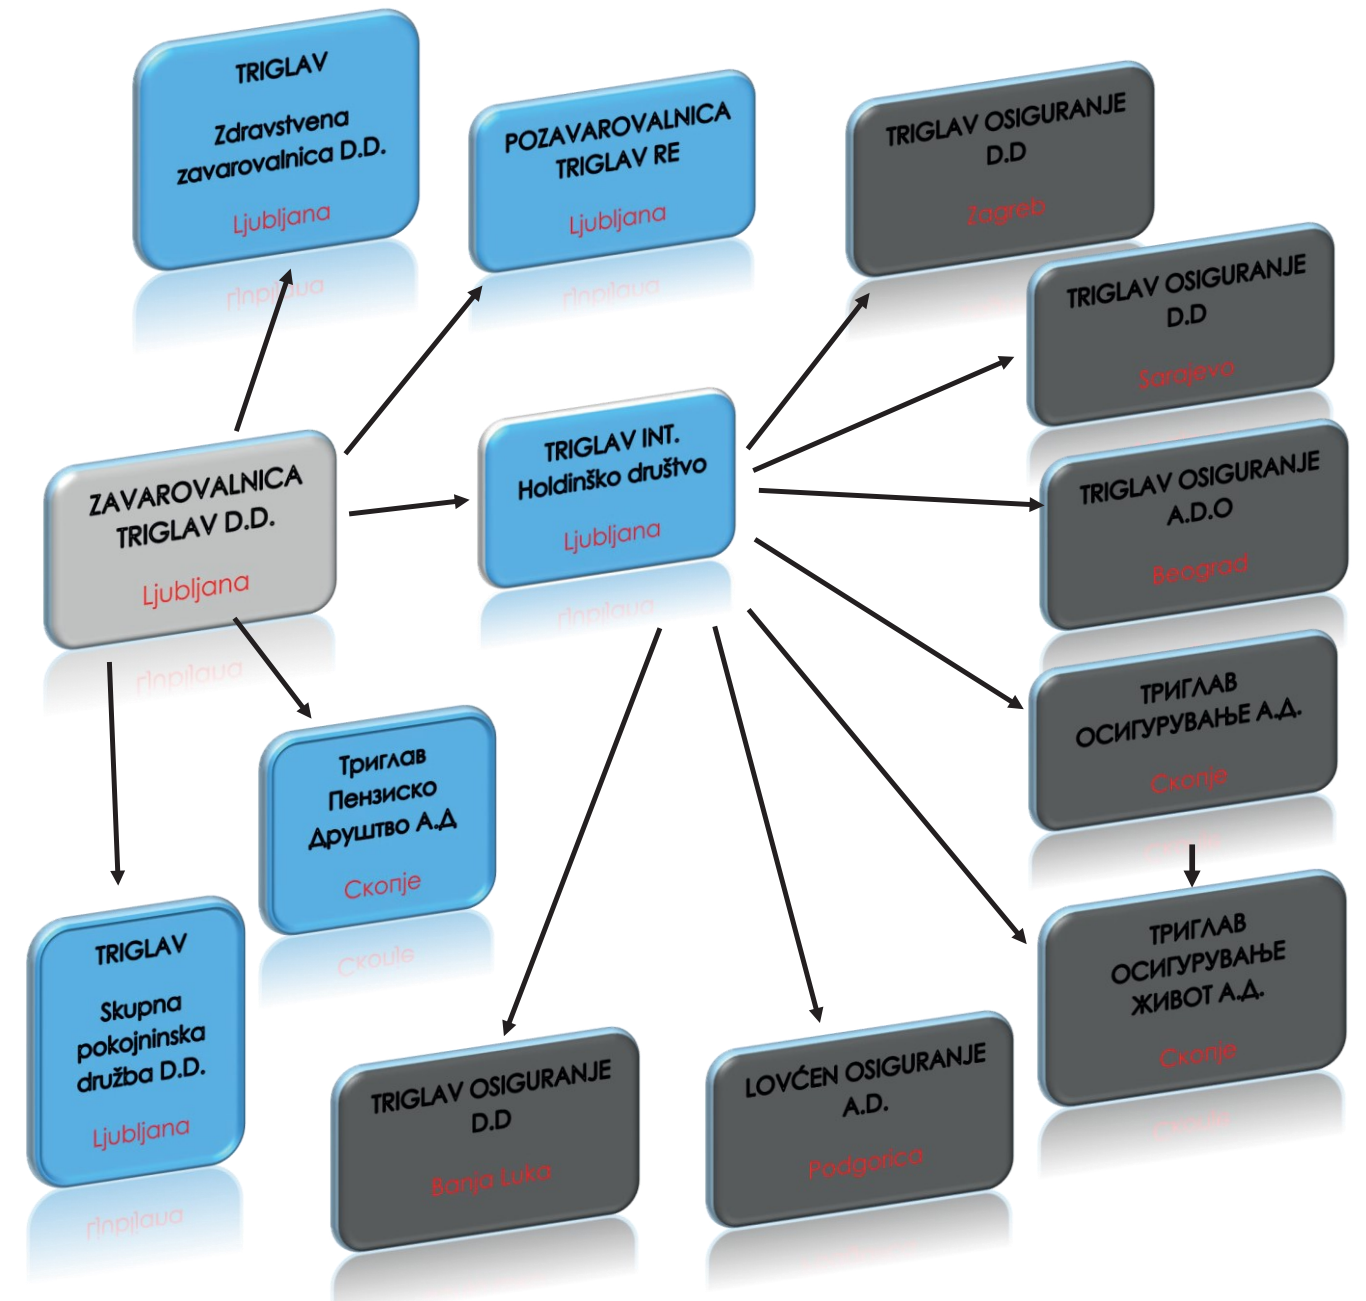 TRIGLAV
Zdravstvena
zavarovalnica D.D.
Ljubljana
POZAVAROVALNICA
TRIGLAV RE
Ljubljana
TRIGLAV OSIGURANJE
D.D
Zagreb
TRIGLAV OSIGURANJE
D.D
Sarajevo
ZAVAROVALNICA
TRIGLAV D.D.
Ljubljana
TRIGLAV INT.
Holdinško društvo
Ljubljana
TRIGLAV OSIGURANJE
A.D.O
Beograd
ТРИГЛАВ
ОСИГУРУВАЊЕ А.Д.
Скопје
Триглав
Пензиско
Друштво А.Д
Скопје
TRIGLAV
Skupna
pokojninska
družba D.D.
Ljubljana
TRIGLAV OSIGURANJE
D.D
Banja Luka
LOVĆEN OSIGURANJE
A.D.
Podgorica
ТРИГЛАВ
ОСИГУРУВАЊЕ
ЖИВОТ А.Д.
Скопје